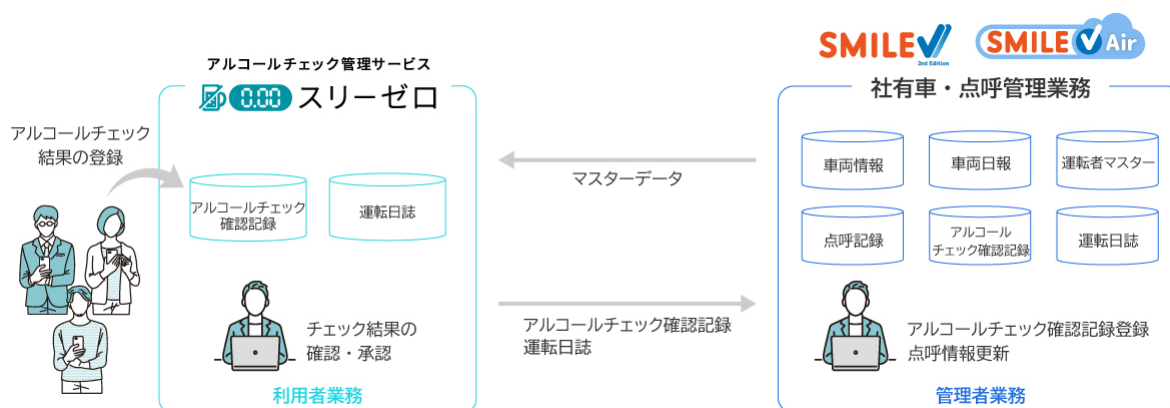 アルコールチェック
結果の登録
アルコールチェック管理サービス
0.00 スリーゼロ
アルコールチェック
確認記録
運転日誌
チェック結果の
確認・承認
利用者業務
マスターデータ
アルコールチェック確認記録
運転日誌
SMILE V
2nd Edition
SMILE V Air
社有車・点呼管理業務
車両情報
車両日報
運転者マスター
点呼記録
アルコール
チェック確認記録
運転日誌
アルコールチェック確認記録登録
点呼情報更新
管理者業務